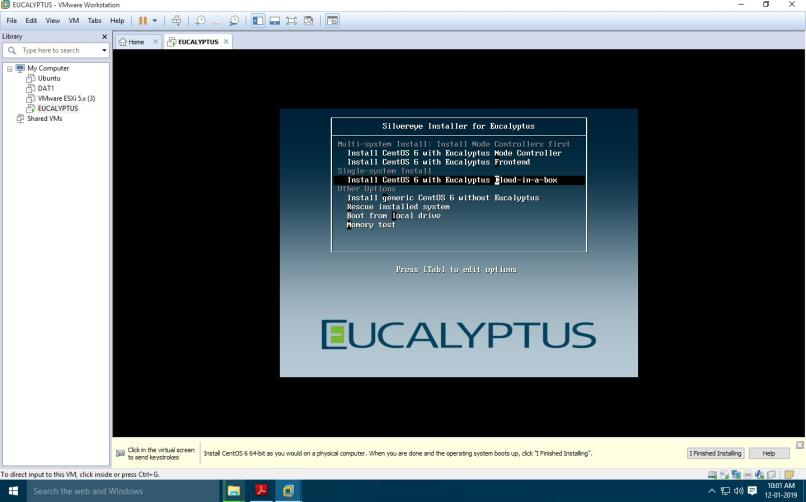 EUCALYPTUS - VMware Workstation
File Edit View VM Tabs Help
Library
Type here to search
My Computer
Ubuntu
DAT1
VMware ESXi 5.x (3)
EUCALYPTUS
Shared VMs
Home
EUCALYPTUS
Silvereye Installer for Eucalyptus
Multi-system Install: Install Node Controllers first
Install CentOS 6 with Eucalyptus Node Controller
Install CentOS 6 with Eucalyptus Frontend
Single-system Install
Install CentOS 6 with Eucalyptus Cloud-in-a-box
Other Options
Install generic CentOS 6 without Eucalyptus
Rescue installed system
Boot from local drive
Memory test
Press [Tab] to edit options
EUCALYPTUS
Click in the virtual screen
to send keystrokes
Install CentOS 6 64-bit as you would on a physical computer. When you are done and the operating system boots up, click "I Finished Installing".
I Finished Installing
Help
To direct input to this VM, click inside or press Ctrl+G.
Search the web and Windows
10:01 AM
12-01-2019